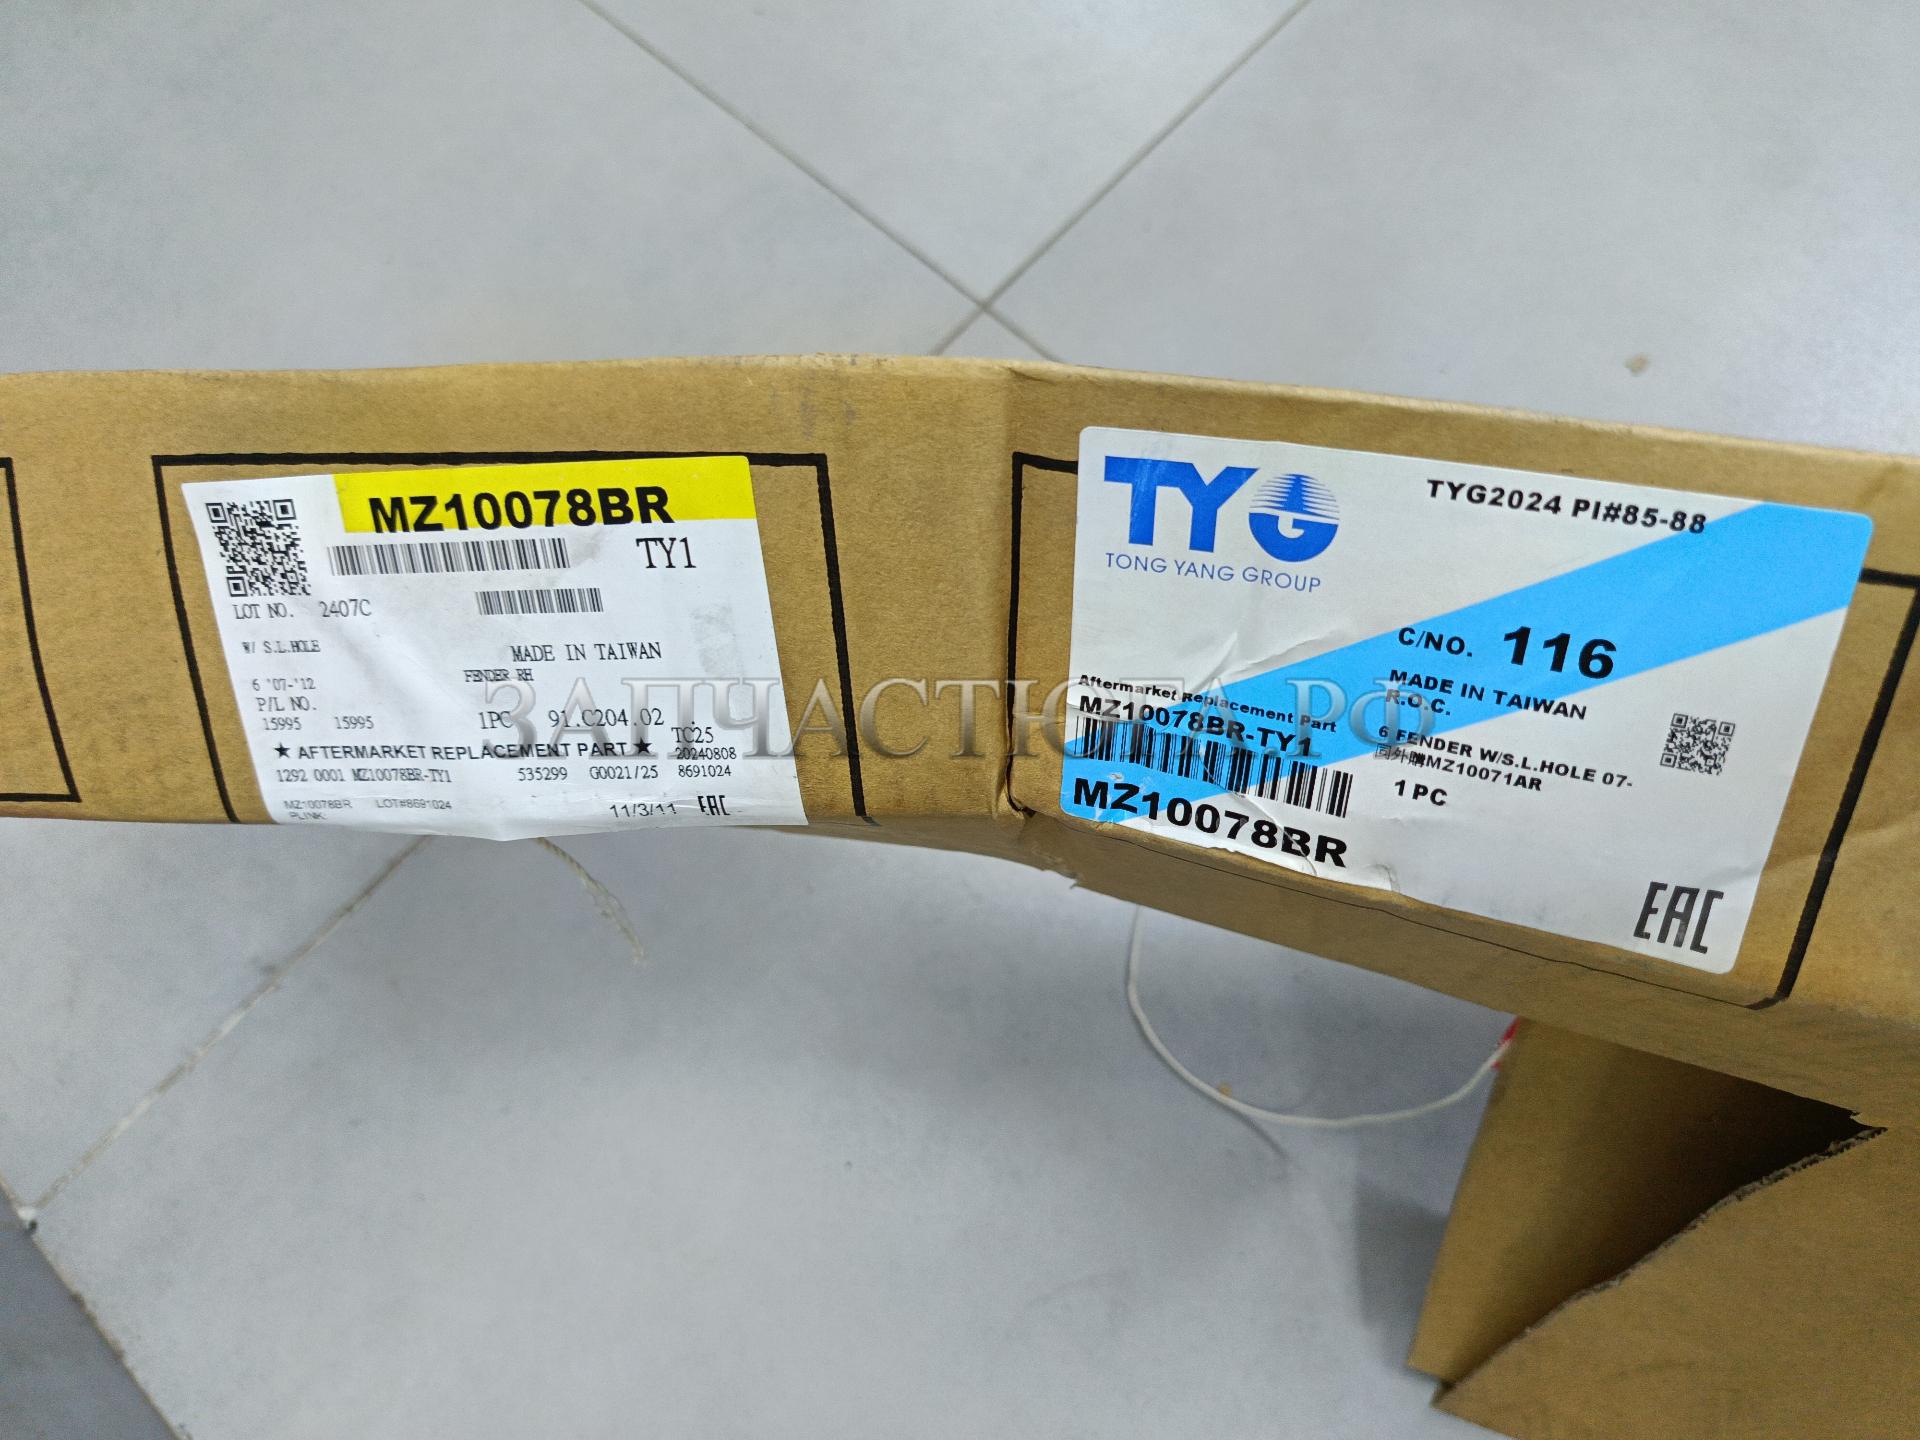 MZ10078BR
TY1
LOT NO. 2407C
W/ S.L.HOLE
MADE IN TAIWAN
FENDER RH
6 '07-'12
P/L NO.
15995 15995
1PC 91.C204.02
TC25
★ AFTERMARKET REPLACEMENT PART ★ 20240808
1292 0001 MZ10078BR-TY1 535299 G0021/25 8691024
MZ10078BR LOT#8691024
PLINK:
11/3/11 EAC
TYG
TONG YANG GROUP
TYG2024 PI#85-88
C/NO. 116
MADE IN TAIWAN
R.O.C.
Aftermarket Replacement Part
MZ10078BR-TY1
6 FENDER W/S.L.HOLE 07-
MZ10071AR
1 PC
MZ10078BR
EAC
ЗАПЧАСТЮГА.РФ